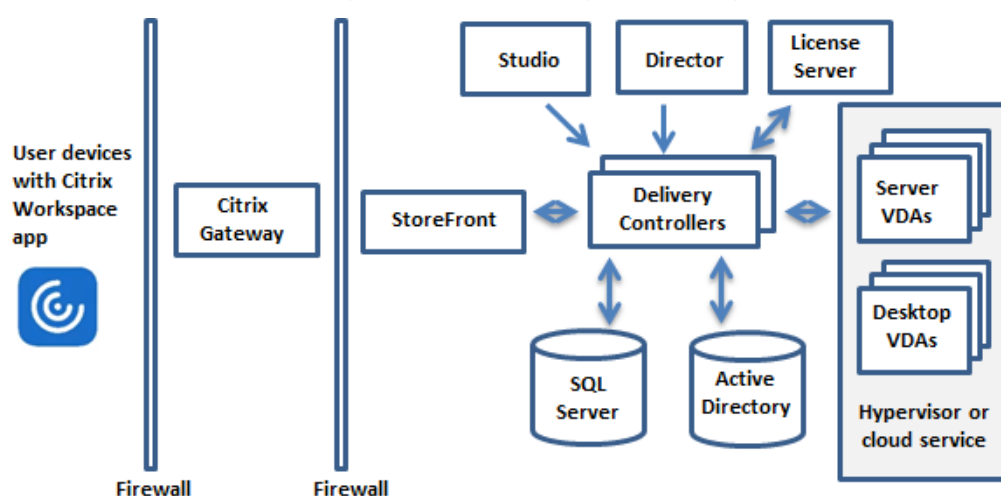 User devices
with Citrix
Workspace
app
Citrix
Gateway
Firewall
Firewall
StoreFront
Studio
Director
License
Server
Delivery
Controllers
SQL
Server
Active
Directory
Server
VDAs
Desktop
VDAs
Hypervisor or
cloud service